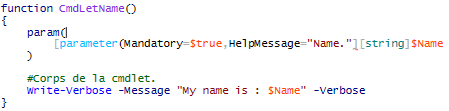 function CmdLetName()
{
    param(
        [parameter(Mandatory=$true,HelpMessage="Name.")][string]$Name
    )

    #Corps de la cmdlet.
    Write-Verbose -Message "My name is : $Name" -Verbose
}